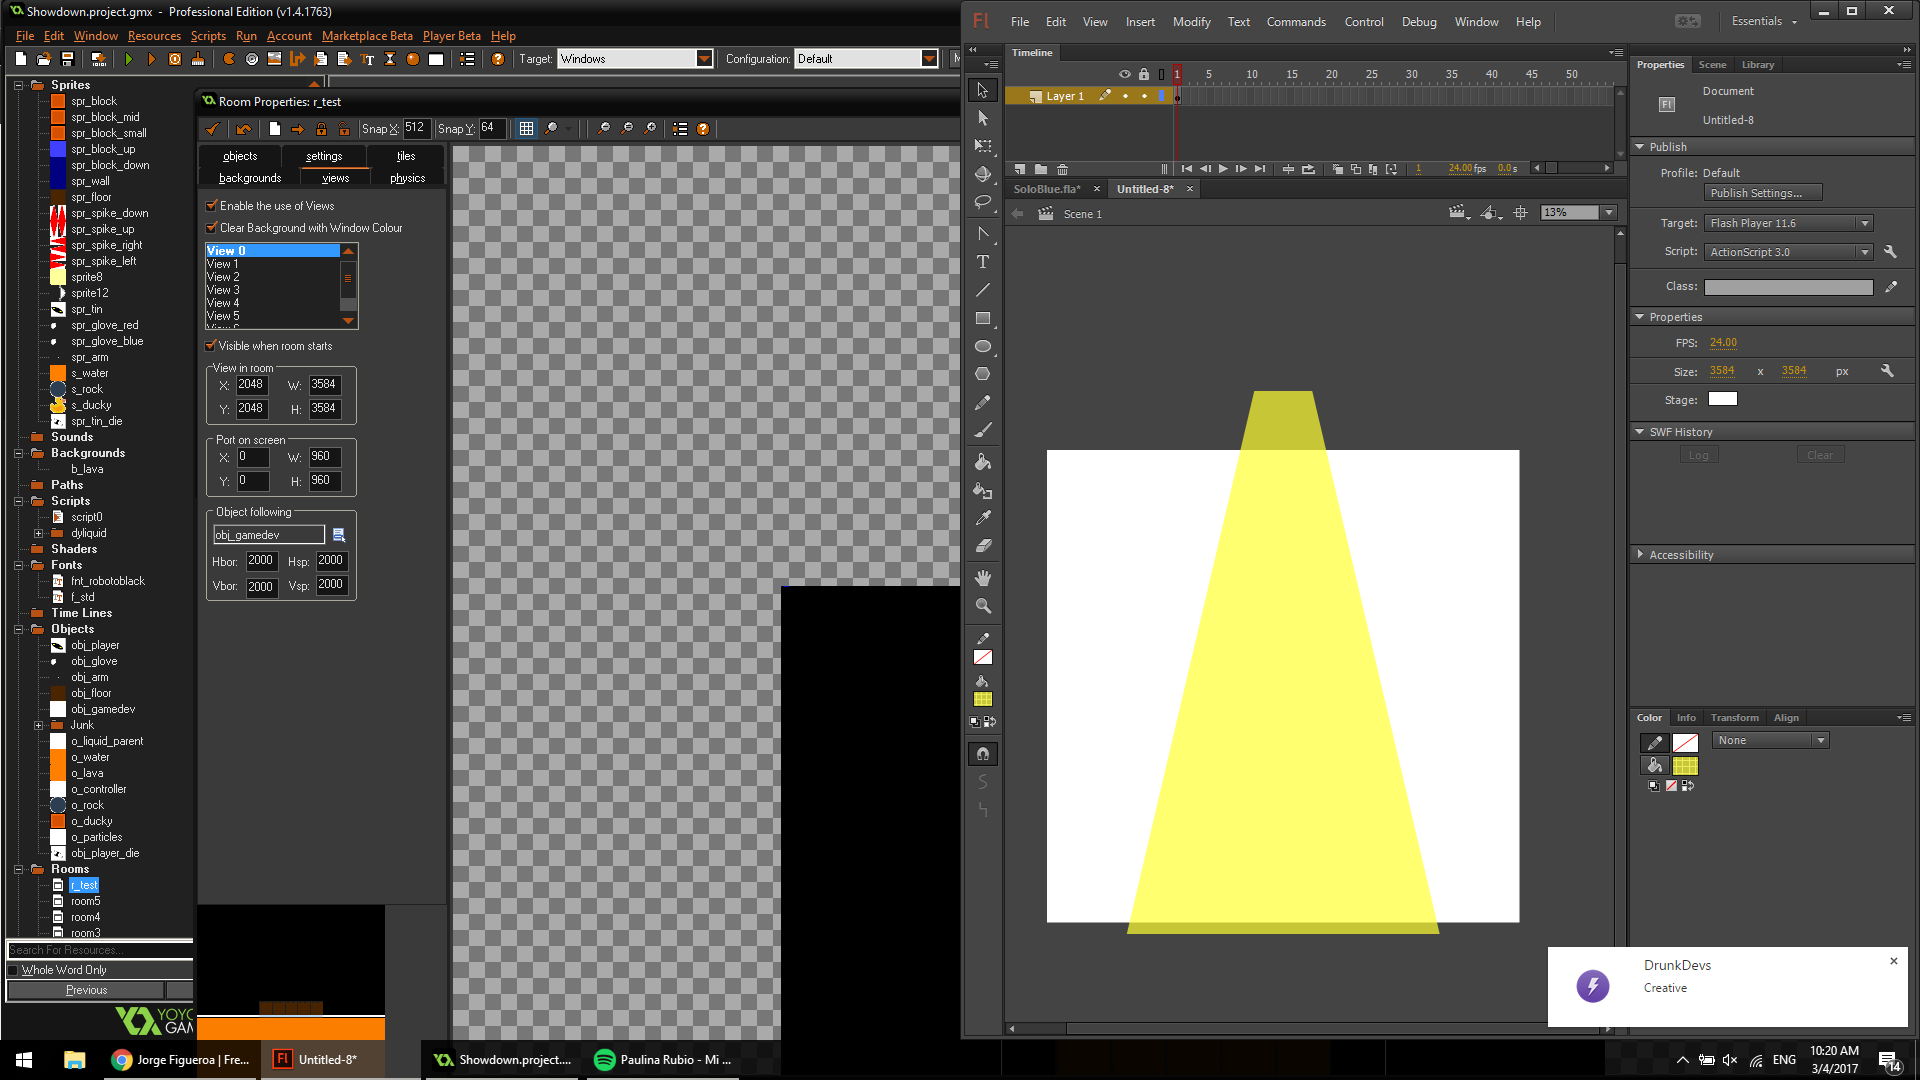 Showdown.project.gmx - Professional Edition (v1.4.1763)
File Edit Window Resources Scripts Run Account Marketplace Beta Player Beta Help
Target: Windows Configuration: Default
Sprites
spr_block
spr_block_mid
spr_block_small
spr_block_up
spr_block_down
spr_wall
spr_floor
spr_spike_down
spr_spike_up
spr_spike_right
spr_spike_left
sprite8
sprite12
spr_tin
spr_glove_red
spr_glove_blue
spr_arm
s_water
s_rock
s_ducky
spr_tin_die
Sounds
Backgrounds
b_lava
Paths
Scripts
script0
dyliquid
Shaders
Fonts
fnt_robotoblack
f_std
Time Lines
Objects
obj_player
obj_glove
obj_arm
obj_floor
obj_gamedev
Junk
o_liquid_parent
o_water
o_lava
o_controller
o_rock
o_ducky
o_particles
obj_player_die
Rooms
r_test
room5
room4
room3
Search For Resources...
Whole Word Only
Previous
Room Properties: r_test
Snap X: 512 Snap Y: 64
objects settings tiles
backgrounds views physics
Enable the use of Views
Clear Background with Window Colour
View 0
View 1
View 2
View 3
View 4
View 5
Visible when room starts
View in room
X: 2048 W: 3584
Y: 2048 H: 3584
Port on screen
X: 0 W: 960
Y: 0 H: 960
Object following
obj_gamedev
Hbor: 2000 Hsp: 2000
Vbor: 2000 Vsp: 2000
Fl File Edit View Insert Modify Text Commands Control Debug Window Help Essentials
Timeline
1 5 10 15 20 25 30 35 40 45 50
Layer 1
1 24.00 fps 0.0 s
SoloBlue.fla* × Untitled-8* ×
Scene 1 13%
Properties Scene Library
Fl Document
Untitled-8
Publish
Profile: Default
Publish Settings...
Target: Flash Player 11.6
Script: ActionScript 3.0
Class:
Properties
FPS: 24.00
Size: 3584 x 3584 px
Stage:
SWF History
Log Clear
Accessibility
Color Info Transform Align
None
DrunkDevs
Creative
Jorge Figueroa | Fre...
Fl Untitled-8*
Showdown.project....
Paulina Rubio - Mi ...
ENG
10:20 AM
3/4/2017
14